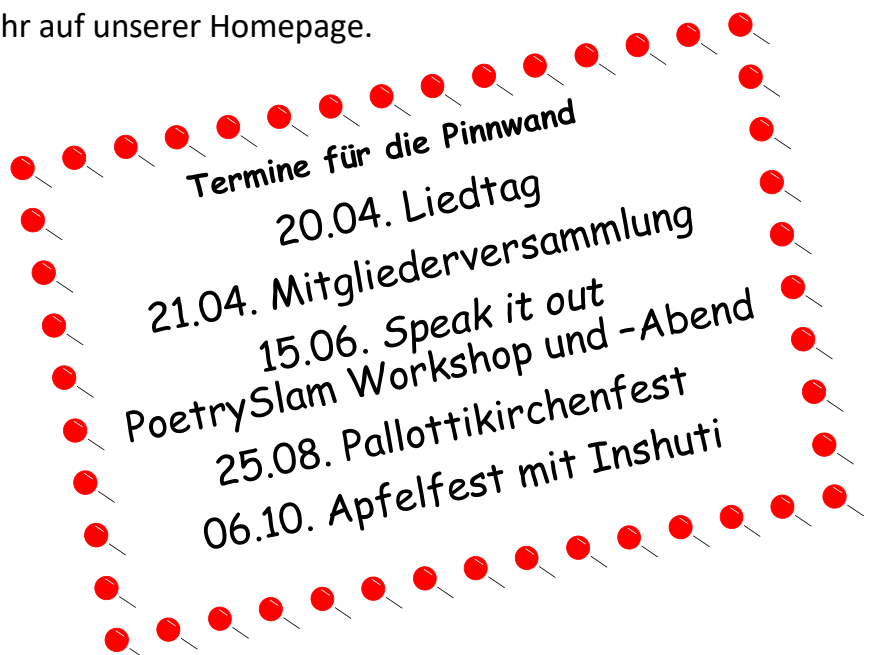 hr auf unserer Homepage.
Termine für die Pinnwand
20.04. Liedtag
21.04. Mitgliederversammlung
15.06. Speak it out
PoetrySlam Workshop und –Abend
25.08. Pallottikirchenfest
06.10. Apfelfest mit Inshuti